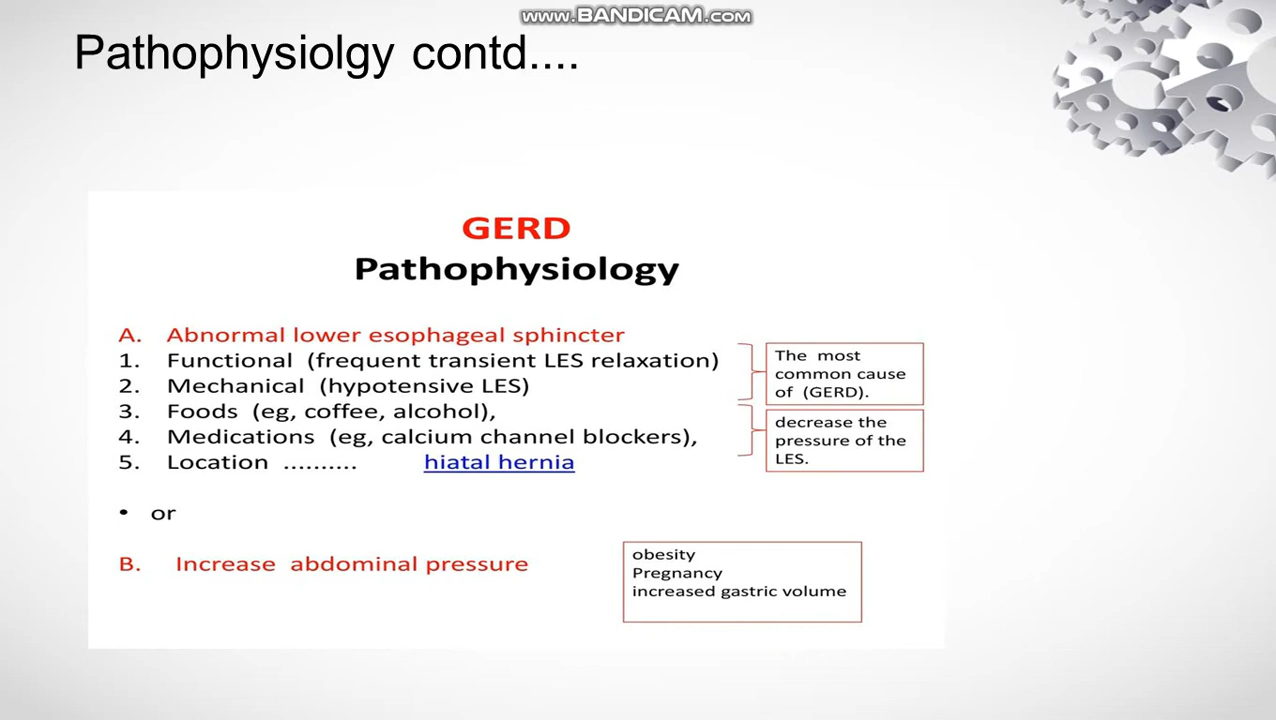 www.BANDICAM.com
Pathophysiolgy contd....
GERD
Pathophysiology
A. Abnormal lower esophageal sphincter
1. Functional (frequent transient LES relaxation)
2. Mechanical (hypotensive LES)
3. Foods (eg, coffee, alcohol),
4. Medications (eg, calcium channel blockers),
5. Location .......... hiatal hernia
The most
common cause
of (GERD).
decrease the
pressure of the
LES.
• or
B. Increase abdominal pressure
obesity
Pregnancy
increased gastric volume